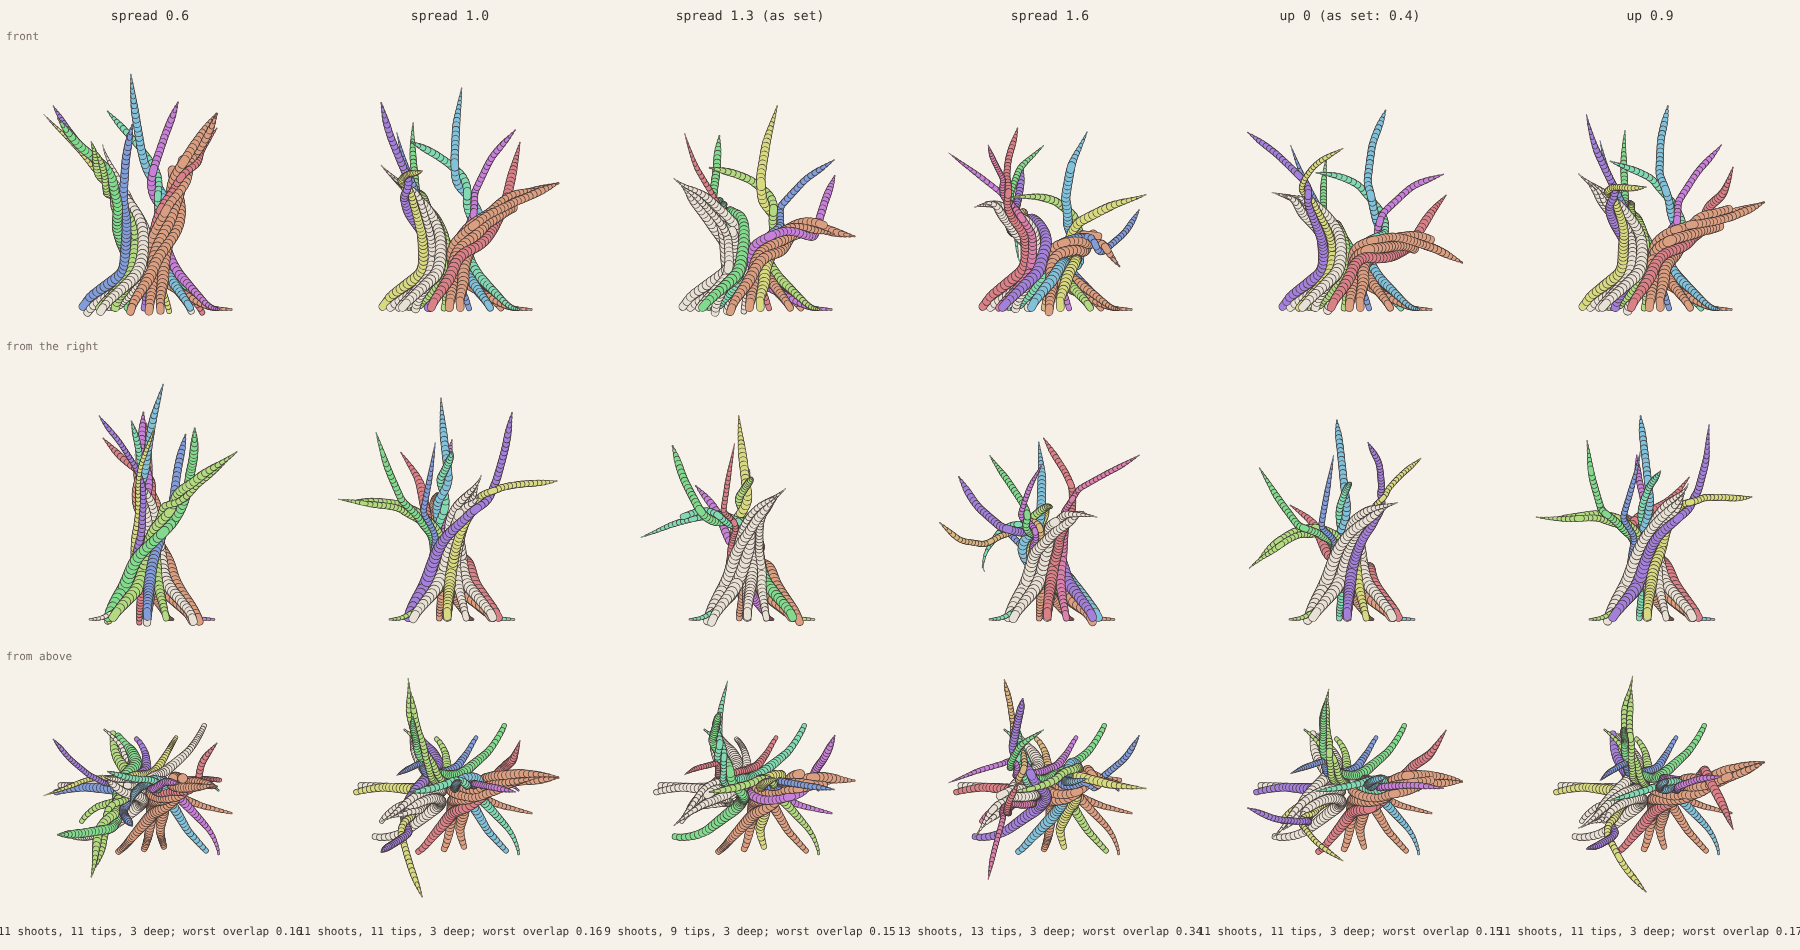 spread 0.6
spread 1.0
spread 1.3 (as set)
spread 1.6
up 0 (as set: 0.4)
up 0.9
front
from the right
from above
11 shoots, 11 tips, 3 deep; worst overlap 0.16
11 shoots, 11 tips, 3 deep; worst overlap 0.16
9 shoots, 9 tips, 3 deep; worst overlap 0.15
13 shoots, 13 tips, 3 deep; worst overlap 0.34
11 shoots, 11 tips, 3 deep; worst overlap 0.15
11 shoots, 11 tips, 3 deep; worst overlap 0.17